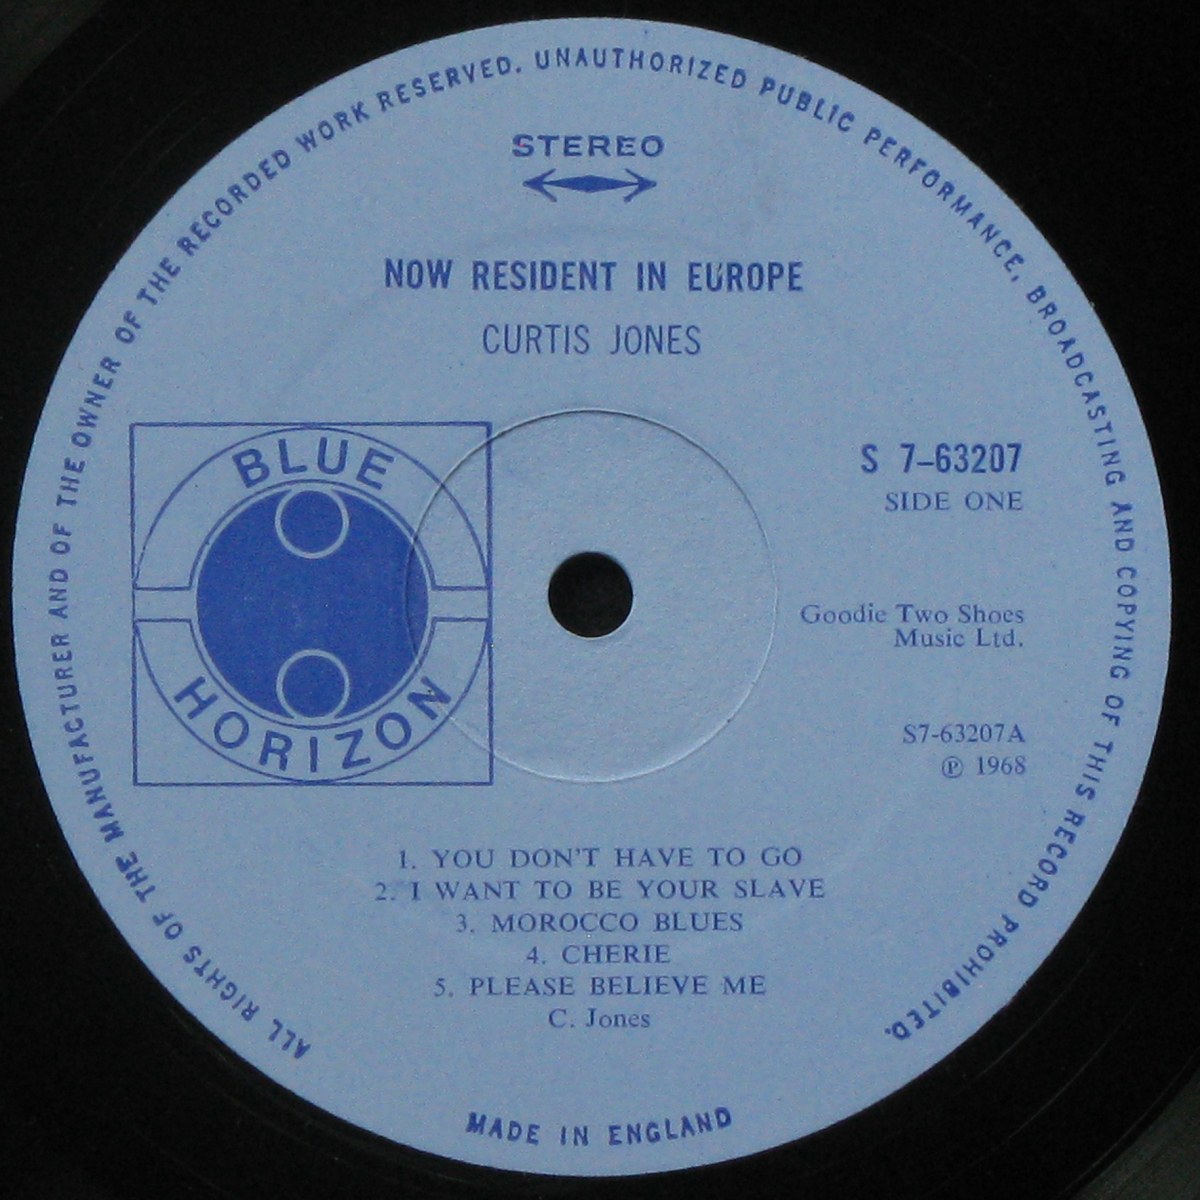 ALL RIGHTS OF THE MANUFACTURER AND OF THE OWNER OF THE RECORDED WORK RESERVED. UNAUTHORIZED PUBLIC PERFORMANCE, BROADCASTING AND COPYING OF THIS RECORD PROHIBITED.
STEREO
NOW RESIDENT IN EUROPE
CURTIS JONES
BLUE
HORIZON
S 7-63207
SIDE ONE
Goodie Two Shoes
Music Ltd.
S7-63207A
℗ 1968
1. YOU DON'T HAVE TO GO
2. I WANT TO BE YOUR SLAVE
3. MOROCCO BLUES
4. CHERIE
5. PLEASE BELIEVE ME
C. Jones
MADE IN ENGLAND